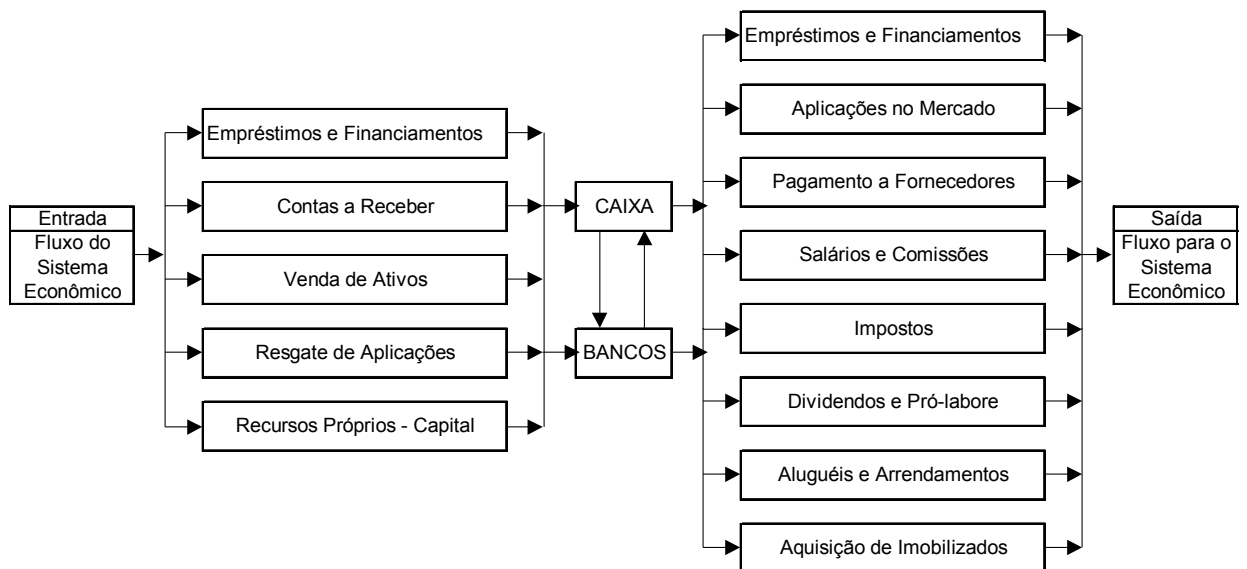 Entrada
Fluxo do
Sistema
Econômico
Empréstimos e Financiamentos
Contas a Receber
Venda de Ativos
Resgate de Aplicações
Recursos Próprios - Capital
CAIXA
BANCOS
Empréstimos e Financiamentos
Aplicações no Mercado
Pagamento a Fornecedores
Salários e Comissões
Impostos
Dividendos e Pró-labore
Aluguéis e Arrendamentos
Aquisição de Imobilizados
Saída
Fluxo para o
Sistema
Econômico